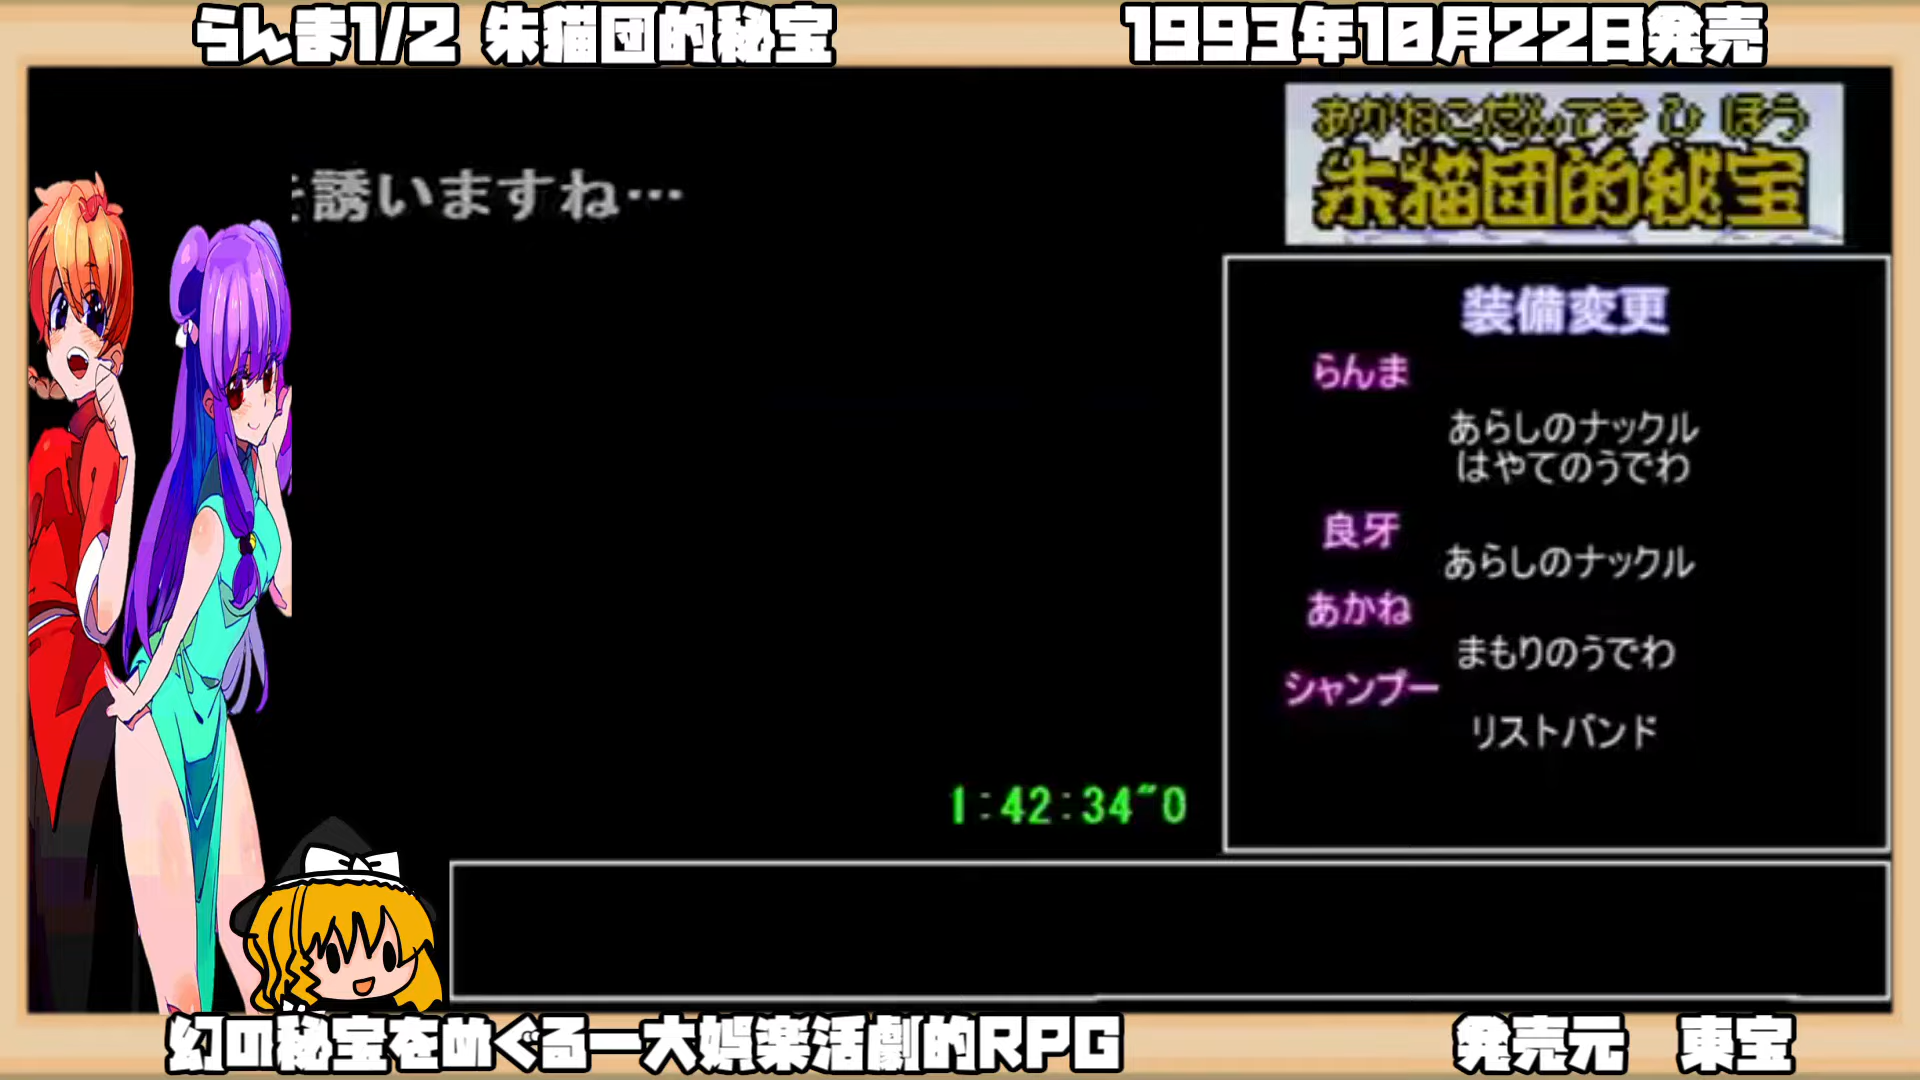 らんま1/2 朱猫団的秘宝
1993年10月22日発売
あかねこだんてき ひ ほう
朱猫団的秘宝
を誘いますね…
装備変更
らんま
あらしのナックル
はやてのうでわ
良牙
あらしのナックル
あかね
まもりのうでわ
シャンプー
リストバンド
1:42:34"0
幻の秘宝をめぐる一大娯楽活劇的RPG
発売元 東宝